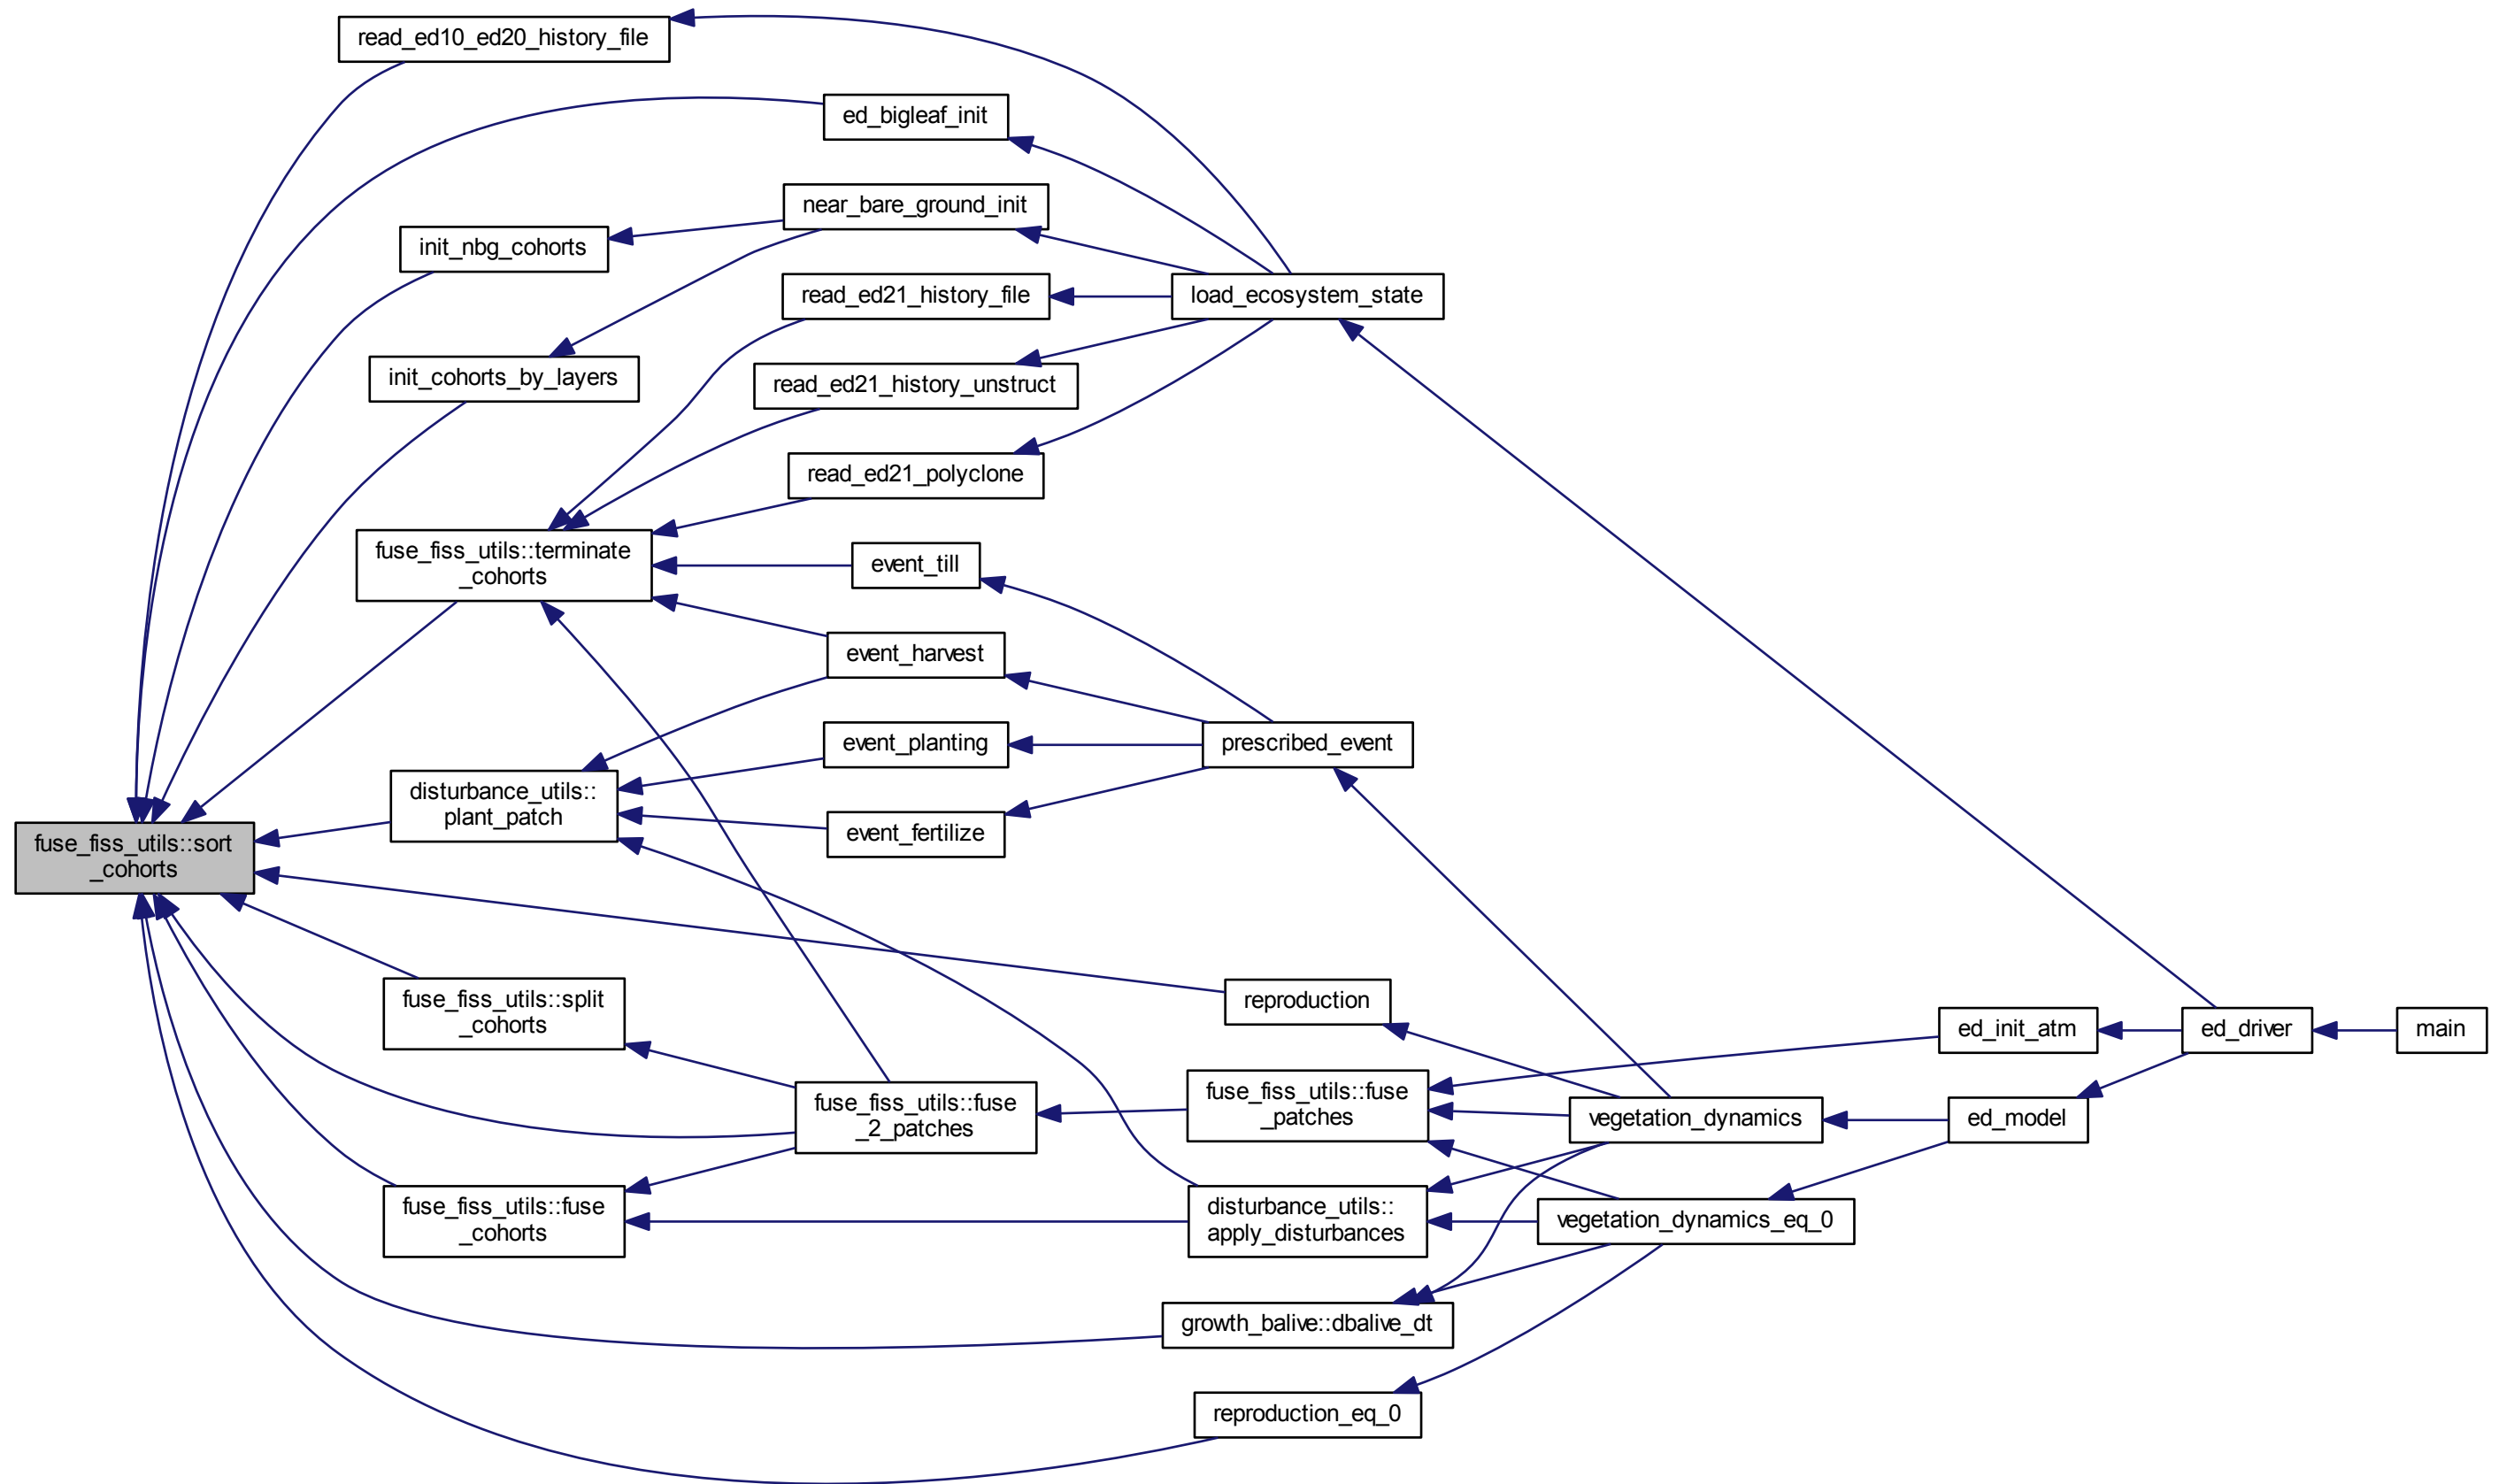 read_ed10_ed20_history_file
ed_bigleaf_init
near_bare_ground_init
init_nbg_cohorts
read_ed21_history_file
load_ecosystem_state
init_cohorts_by_layers
read_ed21_history_unstruct
read_ed21_polyclone
fuse_fiss_utils::terminate
_cohorts
event_till
event_harvest
event_planting
prescribed_event
disturbance_utils::
plant_patch
event_fertilize
fuse_fiss_utils::sort
_cohorts
fuse_fiss_utils::split
_cohorts
reproduction
ed_init_atm
ed_driver
main
fuse_fiss_utils::fuse
_2_patches
fuse_fiss_utils::fuse
_patches
vegetation_dynamics
ed_model
fuse_fiss_utils::fuse
_cohorts
disturbance_utils::
apply_disturbances
vegetation_dynamics_eq_0
growth_balive::dbalive_dt
reproduction_eq_0